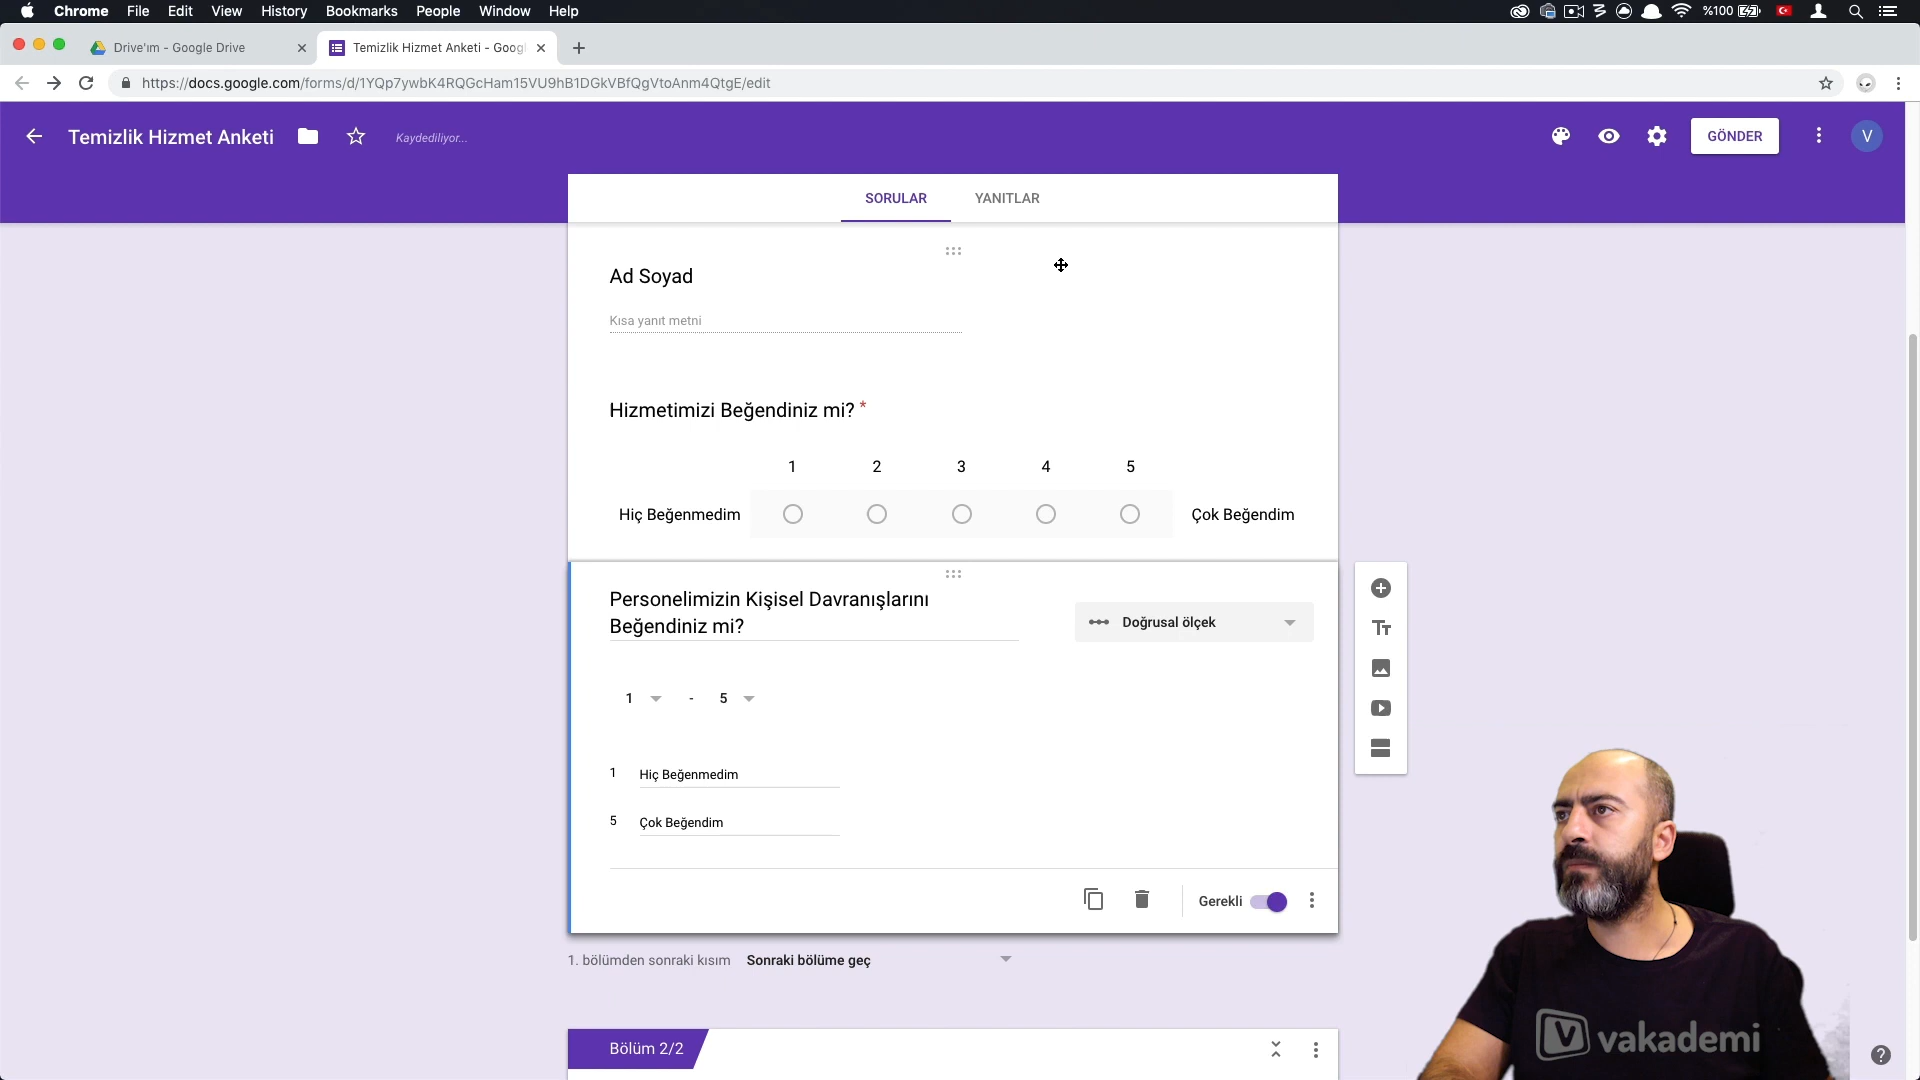 Chrome File Edit View History Bookmarks People Window Help
%100
Drive'ım - Google Drive
Temizlik Hizmet Anketi - Googl
https://docs.google.com/forms/d/1YQp7ywbK4RQGcHam15VU9hB1DGkVBfQgVtoAnm4QtgE/edit
Temizlik Hizmet Anketi
Kaydediliyor...
GÖNDER
V
SORULAR
YANITLAR
Ad Soyad
Kısa yanıt metni
Hizmetimizi Beğendiniz mi? *
1 2 3 4 5
Hiç Beğenmedim
Çok Beğendim
Personelimizin Kişisel Davranışlarını
Beğendiniz mi?
Doğrusal ölçek
1 - 5
1 Hiç Beğenmedim
5 Çok Beğendim
Gerekli
1. bölümden sonraki kısım Sonraki bölüme geç
Bölüm 2/2
vakademi